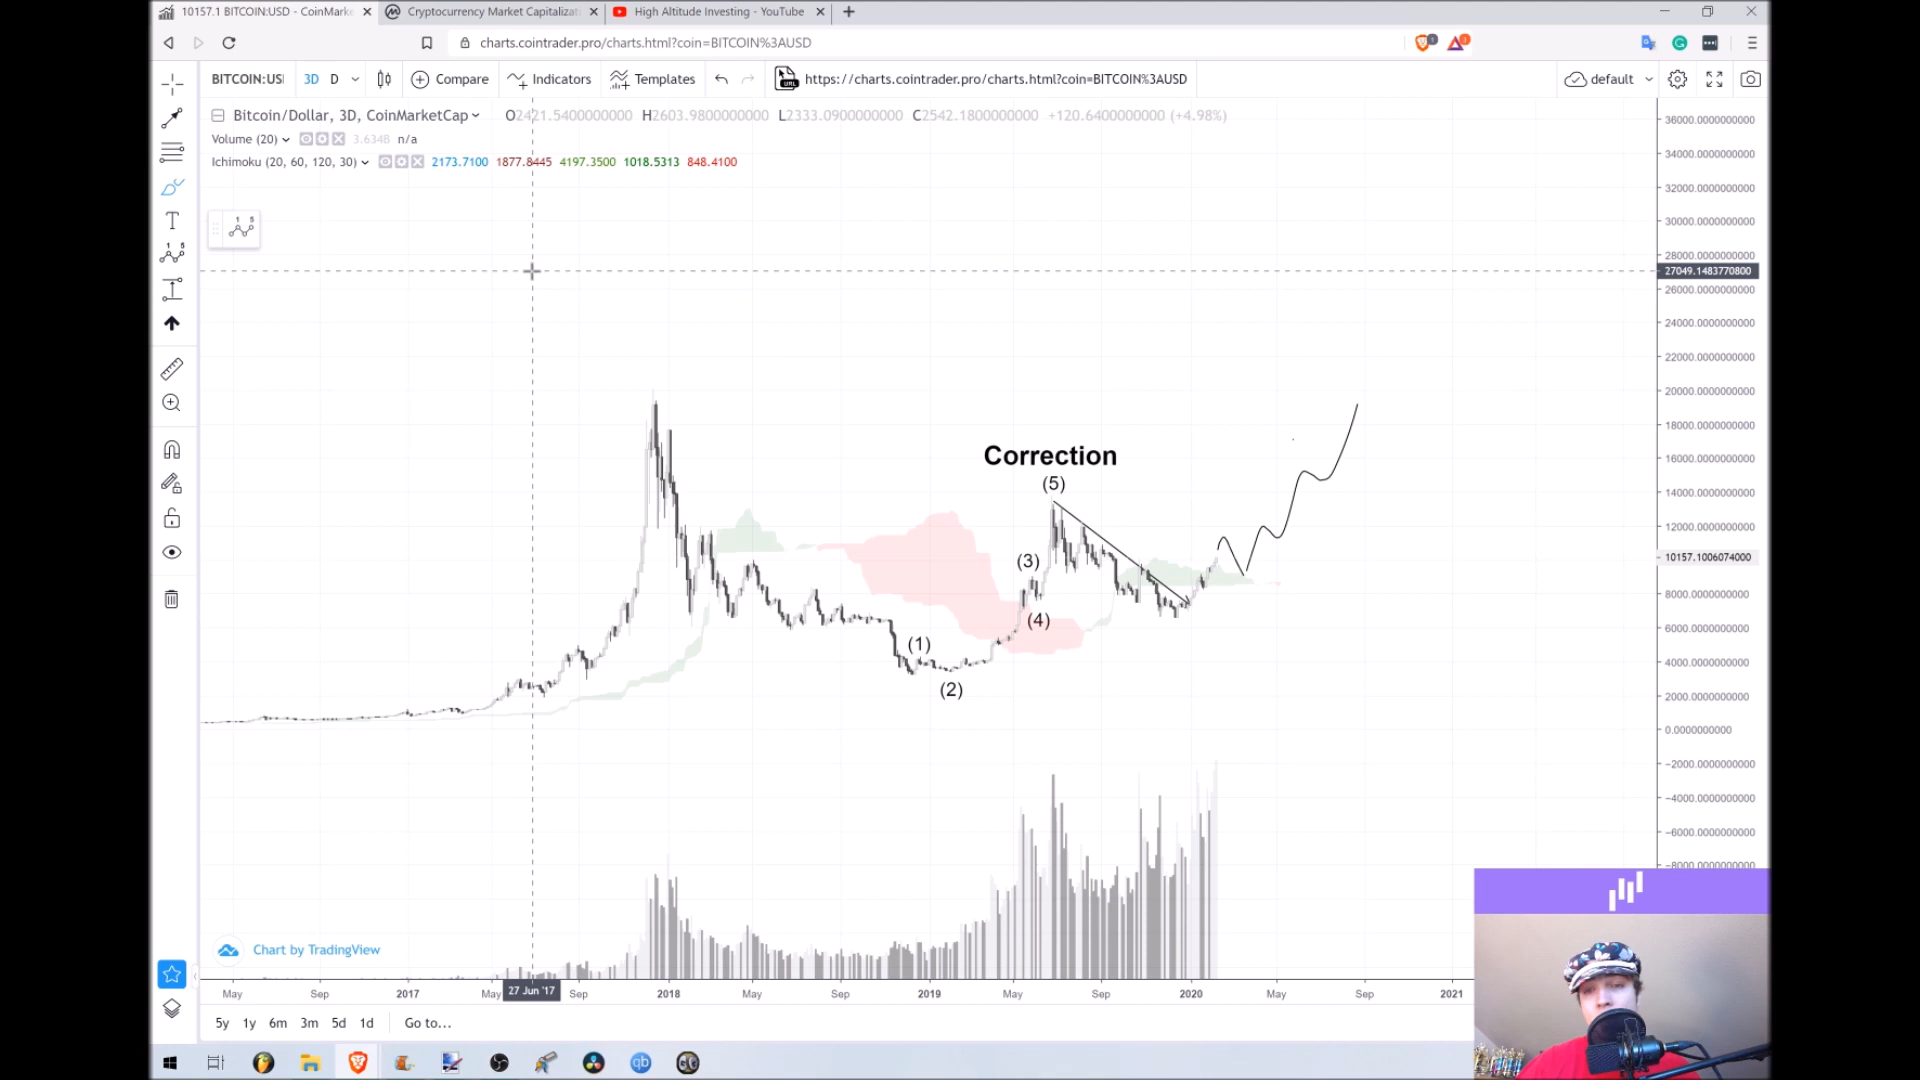 10157.1 BITCOIN:USD - CoinMarke
Cryptocurrency Market Capitalizat
High Altitude Investing - YouTube
charts.cointrader.pro/charts.html?coin=BITCOIN%3AUSD
BITCOIN:US
3D
D
Compare
Indicators
Templates
https://charts.cointrader.pro/charts.html?coin=BITCOIN%3AUSD
default
Bitcoin/Dollar, 3D, CoinMarketCap
O2421.5400000000 H2603.9800000000 L2333.0900000000 C2542.1800000000 +120.6400000000 (+4.98%)
Volume (20) 3.634B n/a
Ichimoku (20, 60, 120, 30) 2173.7100 1877.8445 4197.3500 1018.5313 848.4100
36000.0000000000
34000.0000000000
32000.0000000000
30000.0000000000
28000.0000000000
27049.1483770800
26000.0000000000
24000.0000000000
22000.0000000000
20000.0000000000
18000.0000000000
16000.0000000000
14000.0000000000
12000.0000000000
10157.1006074000
8000.0000000000
6000.0000000000
4000.0000000000
2000.0000000000
0.0000000000
-2000.0000000000
-4000.0000000000
-6000.0000000000
-8000.0000000000
Correction
(5)
(3)
(4)
(1)
(2)
Chart by TradingView
May Sep 2017 May 27 Jun '17 Sep 2018 May Sep 2019 May Sep 2020 May Sep 2021
5y 1y 6m 3m 5d 1d Go to...